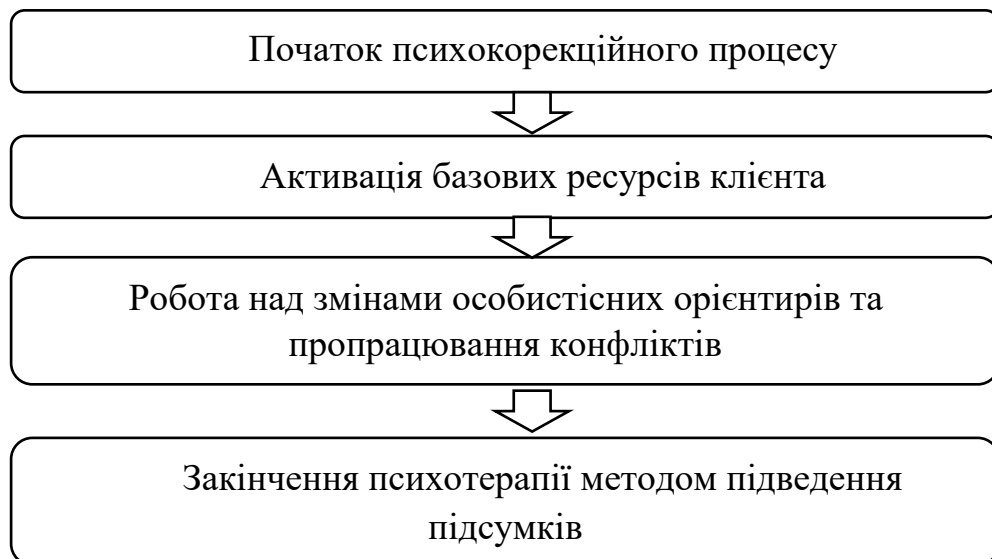 Початок психокорекційного процесу
Активація базових ресурсів клієнта
Робота над змінами особистісних орієнтирів та
пропрацювання конфліктів
Закінчення психотерапії методом підведення
підсумків